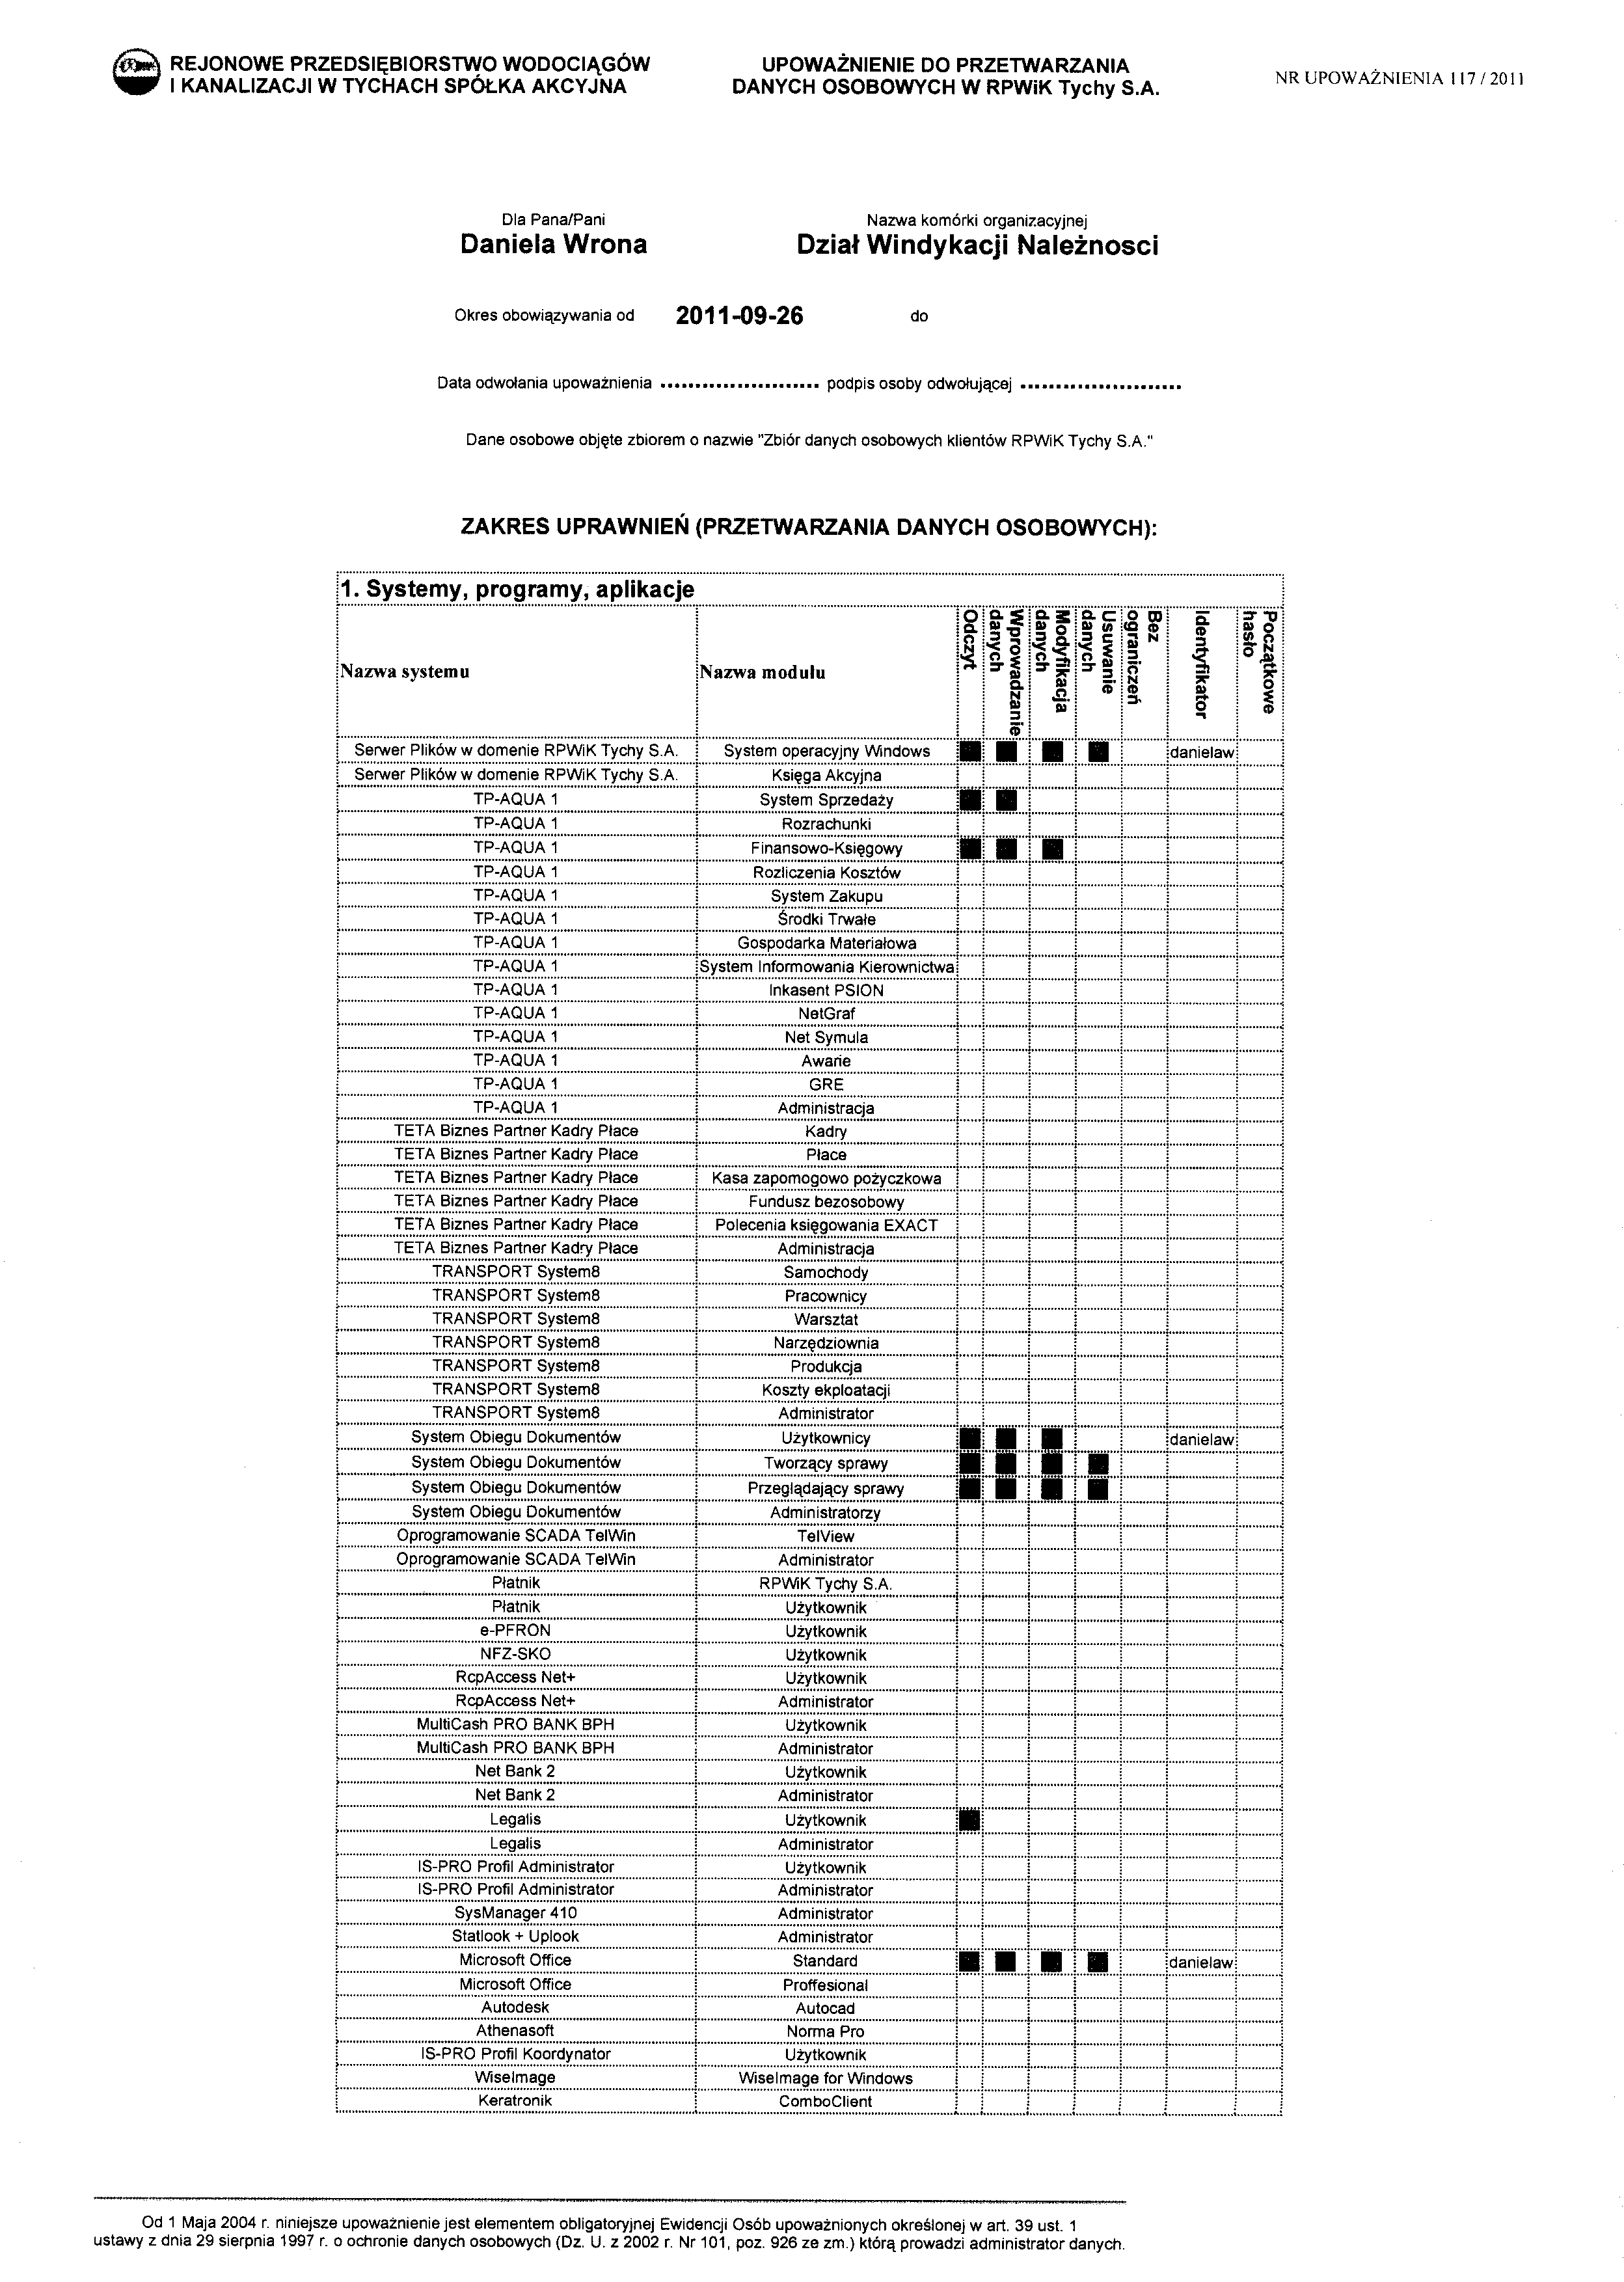 REJONOWE PRZEDSIĘBIORSTWO WODOCIĄGÓW
I KANALIZACJI W TYCHACH SPÓŁKA AKCYJNA
UPOWAŻNIENIE DO PRZETWARZANIA
DANYCH OSOBOWYCH W RPWiK Tychy S.A.
NR UPOWAŻNIENIA 117 / 2011
Dla Pana/Pani
Daniela Wrona
Nazwa komórki organizacyjnej
Dział Windykacji Należnosci
Okres obowiązywania od 2011-09-26 do
Data odwołania upoważnienia ....................... podpis osoby odwołującej .......................
Dane osobowe objęte zbiorem o nazwie "Zbiór danych osobowych klientów RPWiK Tychy S.A."
ZAKRES UPRAWNIEŃ (PRZETWARZANIA DANYCH OSOBOWYCH):
1. Systemy, programy, aplikacje
Nazwa systemu Nazwa modulu Odczyt Wprowadzanie danych Modyfikacja danych Usuwanie danych Bez ograniczeń Identyfikator Początkowe hasło
Serwer Plików w domenie RPWiK Tychy S.A. System operacyjny Windows ■ ■ ■ ■ danielaw
Serwer Plików w domenie RPWiK Tychy S.A. Księga Akcyjna
TP-AQUA 1 System Sprzedaży ■ ■
TP-AQUA 1 Rozrachunki
TP-AQUA 1 Finansowo-Księgowy ■ ■ ■
TP-AQUA 1 Rozliczenia Kosztów
TP-AQUA 1 System Zakupu
TP-AQUA 1 Środki Trwałe
TP-AQUA 1 Gospodarka Materiałowa
TP-AQUA 1 System Informowania Kierownictwa
TP-AQUA 1 Inkasent PSION
TP-AQUA 1 NetGraf
TP-AQUA 1 Net Symula
TP-AQUA 1 Awarie
TP-AQUA 1 GRE
TP-AQUA 1 Administracja
TETA Biznes Partner Kadry Płace Kadry
TETA Biznes Partner Kadry Płace Płace
TETA Biznes Partner Kadry Płace Kasa zapomogowo pożyczkowa
TETA Biznes Partner Kadry Płace Fundusz bezosobowy
TETA Biznes Partner Kadry Płace Polecenia księgowania EXACT
TETA Biznes Partner Kadry Płace Administracja
TRANSPORT System8 Samochody
TRANSPORT System8 Pracownicy
TRANSPORT System8 Warsztat
TRANSPORT System8 Narzędziownia
TRANSPORT System8 Produkcja
TRANSPORT System8 Koszty ekploatacji
TRANSPORT System8 Administrator
System Obiegu Dokumentów Użytkownicy ■ ■ ■ danielaw
System Obiegu Dokumentów Tworzący sprawy ■ ■ ■ ■
System Obiegu Dokumentów Przeglądający sprawy ■ ■ ■ ■
System Obiegu Dokumentów Administratorzy
Oprogramowanie SCADA TelWin TelView
Oprogramowanie SCADA TelWin Administrator
Płatnik RPWiK Tychy S.A.
Płatnik Użytkownik
e-PFRON Użytkownik
NFZ-SKO Użytkownik
RcpAccess Net+ Użytkownik
RcpAccess Net+ Administrator
MultiCash PRO BANK BPH Użytkownik
MultiCash PRO BANK BPH Administrator
Net Bank 2 Użytkownik
Net Bank 2 Administrator
Legalis Użytkownik ■
Legalis Administrator
IS-PRO Profil Administrator Użytkownik
IS-PRO Profil Administrator Administrator
SysManager 410 Administrator
Statlook + Uplook Administrator
Microsoft Office Standard ■ ■ ■ ■ danielaw
Microsoft Office Proffesional
Autodesk Autocad
Athenasoft Norma Pro
IS-PRO Profil Koordynator Użytkownik
WiseImage WiseImage for Windows
Keratronik ComboClient
Od 1 Maja 2004 r. niniejsze upoważnienie jest elementem obligatoryjnej Ewidencji Osób upoważnionych określonej w art. 39 ust. 1
ustawy z dnia 29 sierpnia 1997 r. o ochronie danych osobowych (Dz. U. z 2002 r. Nr 101, poz. 926 ze zm.) którą prowadzi administrator danych.